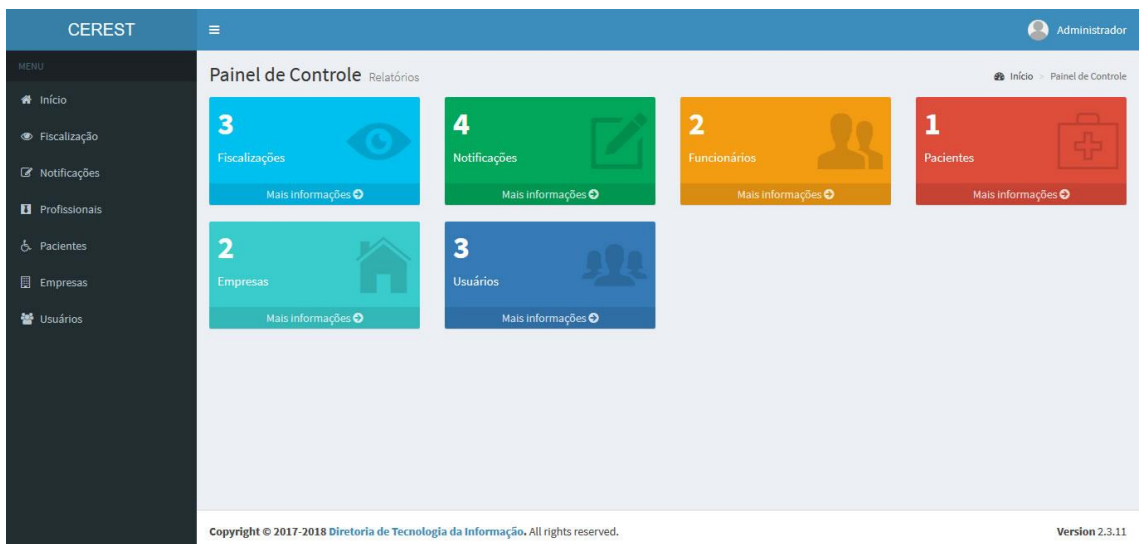 CEREST
Administrador
MENU
Início
Fiscalização
Notificações
Profissionais
Pacientes
Empresas
Usuários
Painel de Controle Relatórios
Início > Painel de Controle
3
Fiscalizações
Mais informações
4
Notificações
Mais informações
2
Funcionários
Mais informações
1
Pacientes
Mais informações
2
Empresas
Mais informações
3
Usuários
Mais informações
Copyright © 2017-2018 Diretoria de Tecnologia da Informação. All rights reserved.
Version 2.3.11